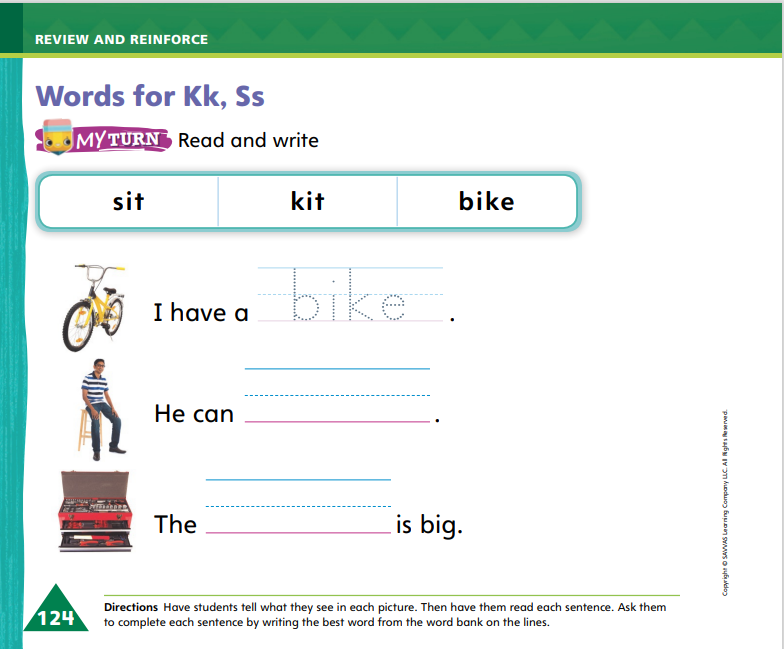 REVIEW AND REINFORCE
Words for Kk, Ss
MY TURN Read and write
sit kit bike
I have a bike .
He can .
The is big.
Copyright © SAVVAS Learning Company LLC. All Rights Reserved.
124
Directions Have students tell what they see in each picture. Then have them read each sentence. Ask them
to complete each sentence by writing the best word from the word bank on the lines.